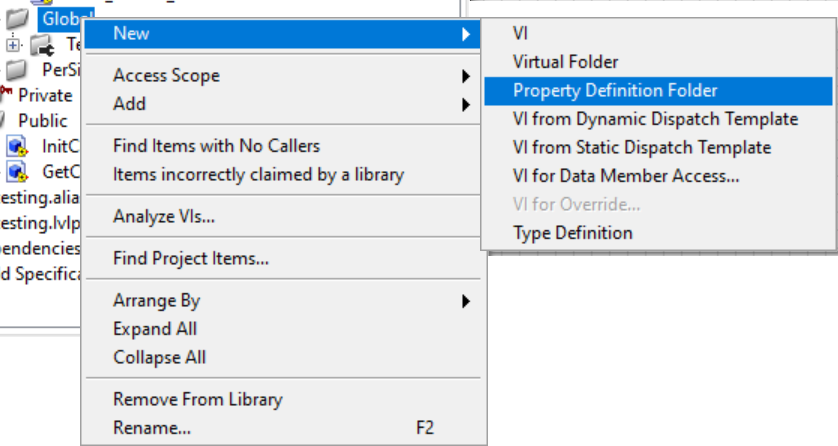 Global
New
VI
Virtual Folder
PerSi
Access Scope
Property Definition Folder
Private
Add
VI from Dynamic Dispatch Template
Public
Find Items with No Callers
VI from Static Dispatch Template
InitC
Items incorrectly claimed by a library
VI for Data Member Access...
GetC
VI for Override...
esting.alia
Analyze VIs...
Type Definition
esting.lvlp
endencies
Find Project Items...
d Specifica
Arrange By
Expand All
Collapse All
Remove From Library
Rename... F2